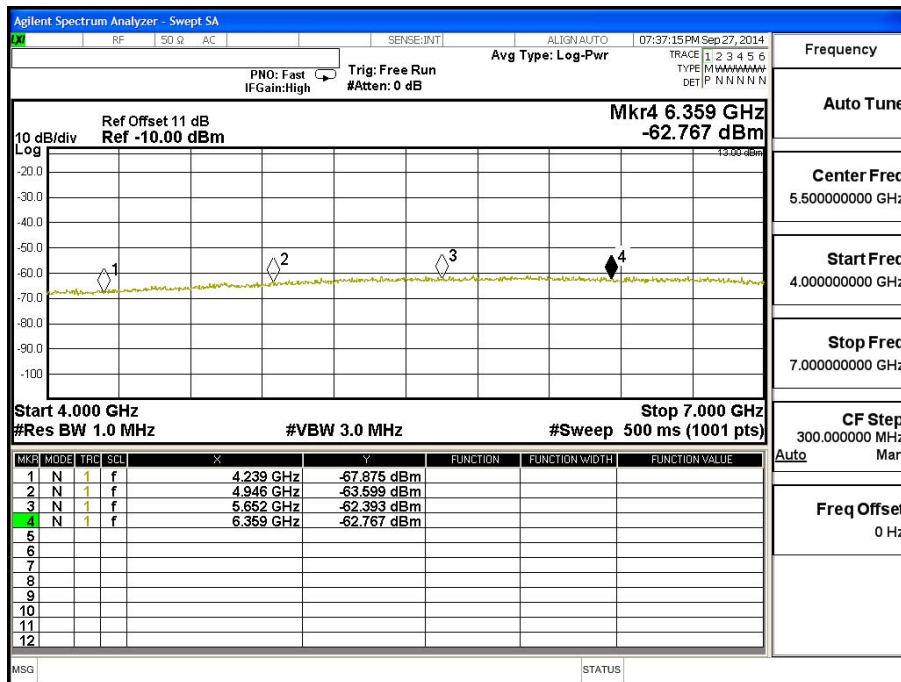 Agilent Spectrum Analyzer - Swept SA
LXI RF 50 Ω AC SENSE:INT ALIGN AUTO 07:37:15 PM Sep 27, 2014
Avg Type: Log-Pwr
TRACE 1 2 3 4 5 6
TYPE M WWWWW
DET P N N N N N
PNO: Fast
IFGain:High
Trig: Free Run
#Atten: 0 dB
Mkr4 6.359 GHz
-62.767 dBm
Ref Offset 11 dB
Ref -10.00 dBm
10 dB/div
Log
-13.00 dBm
-20.0
-30.0
-40.0
-50.0
-60.0
-70.0
-80.0
-90.0
-100
1
2
3
4
Start 4.000 GHz
Stop 7.000 GHz
#Res BW 1.0 MHz
#VBW 3.0 MHz
#Sweep 500 ms (1001 pts)
MKR MODE TRC SCL X Y FUNCTION FUNCTION WIDTH FUNCTION VALUE
1 N 1 f 4.239 GHz -67.875 dBm
2 N 1 f 4.946 GHz -63.599 dBm
3 N 1 f 5.652 GHz -62.393 dBm
4 N 1 f 6.359 GHz -62.767 dBm
5
6
7
8
9
10
11
12
MSG
STATUS
Frequency
Auto Tune
Center Freq
5.500000000 GHz
Start Freq
4.000000000 GHz
Stop Freq
7.000000000 GHz
CF Step
300.000000 MHz
Auto Man
Freq Offset
0 Hz